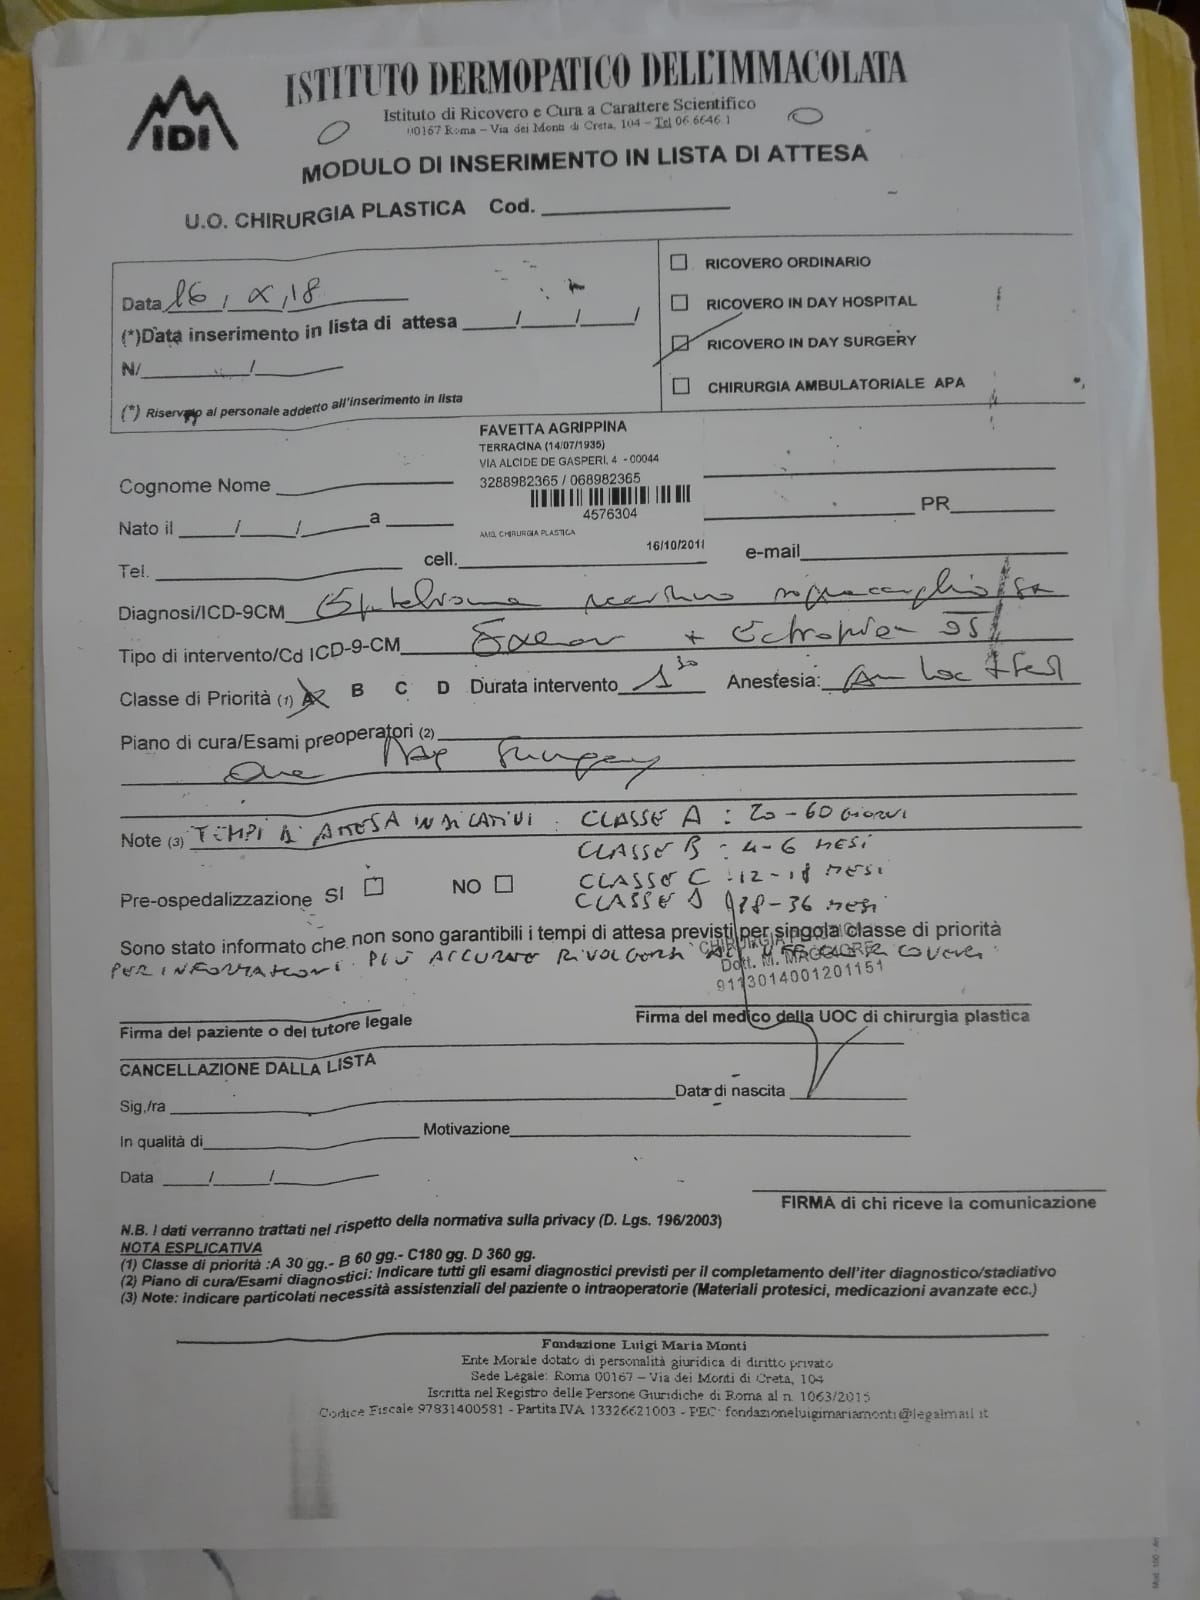 IDI
ISTITUTO DERMOPATICO DELL'IMMACOLATA
Istituto di Ricovero e Cura a Carattere Scientifico
00167 Roma – Via dei Monti di Creta, 104 – Tel 06.6646.1
MODULO DI INSERIMENTO IN LISTA DI ATTESA
U.O. CHIRURGIA PLASTICA Cod.
Data 16, X, 18
(*)Data inserimento in lista di attesa / / /
N/ /
(*) Riservato al personale addetto all'inserimento in lista
RICOVERO ORDINARIO
RICOVERO IN DAY HOSPITAL
RICOVERO IN DAY SURGERY
CHIRURGIA AMBULATORIALE APA
FAVETTA AGRIPPINA
TERRACINA (14/07/1935)
VIA ALCIDE DE GASPERI, 4 - 00044
3288982365 / 068982365
4576304
AMB. CHIRURGIA PLASTICA
16/10/201
Cognome Nome
Nato il / / a PR
Tel. cell. e-mail
Diagnosi/ICD-9CM
Tipo di intervento/Cd ICD-9-CM +
Classe di Priorità (1) A B C D Durata intervento 1 30 Anestesia: loc
Piano di cura/Esami preoperatori (2)
One Day Surgery
Note (3) TEMPI DI ATTESA INDICATIVI: CLASSE A : 20-60 GIORNI
CLASSE B : 4-6 MESI
CLASSE C : 12-18 MESI
CLASSE D 18-36 MESI
Pre-ospedalizzazione SI NO
Sono stato informato che non sono garantibili i tempi di attesa previsti per singola classe di priorità
PER INFORMAZIONI PIÙ ACCURATE RIVOLGERSI
Dott. M. MAGGIORE
9113014001201151
Firma del paziente o del tutore legale
Firma del medico della UOC di chirurgia plastica
CANCELLAZIONE DALLA LISTA
Sig./ra Data di nascita
In qualità di Motivazione
Data / /
FIRMA di chi riceve la comunicazione
N.B. I dati verranno trattati nel rispetto della normativa sulla privacy (D. Lgs. 196/2003)
NOTA ESPLICATIVA
(1) Classe di priorità :A 30 gg.- B 60 gg.- C180 gg. D 360 gg.
(2) Piano di cura/Esami diagnostici: Indicare tutti gli esami diagnostici previsti per il completamento dell'iter diagnostico/stadiativo
(3) Note: indicare particolati necessità assistenziali del paziente o intraoperatorie (Materiali protesici, medicazioni avanzate ecc.)
Fondazione Luigi Maria Monti
Ente Morale dotato di personalità giuridica di diritto privato
Sede Legale: Roma 00167 – Via dei Monti di Creta, 104
Iscritta nel Registro delle Persone Giuridiche di Roma al n. 1063/2015
Codice Fiscale 97831400581 - Partita IVA 13326621003 - PEC: fondazioneluigimariamonti@legalmail.it